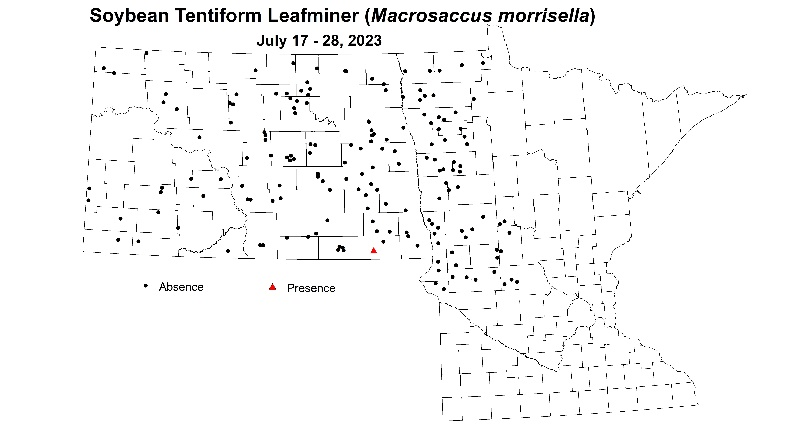 Soybean Tentiform Leafminer (Macrosaccus morrisella)
July 17 - 28, 2023
Absence
Presence